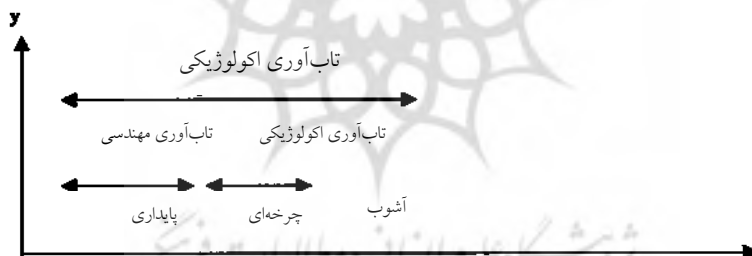 y
تاب‌آوری اکولوژیکی
تاب‌آوری مهندسی تاب‌آوری اکولوژیکی
پایداری چرخه‌ای آشوب